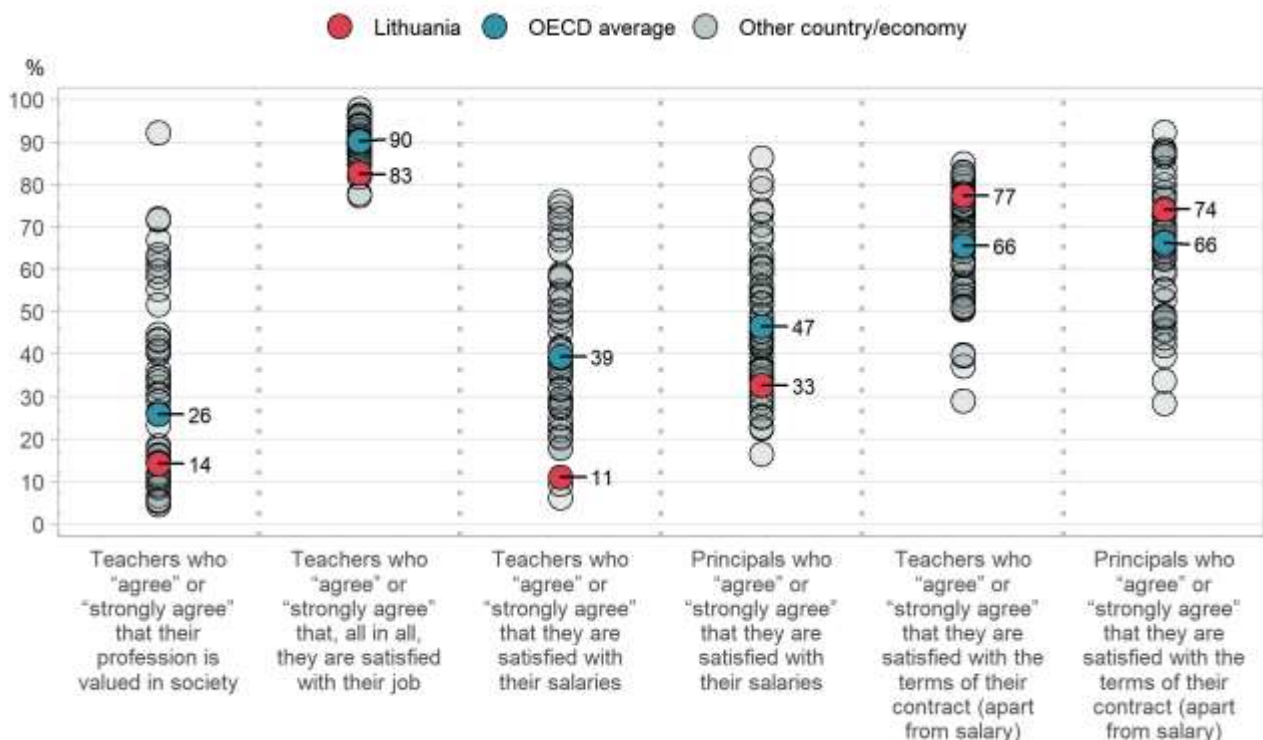 Lithuania OECD average Other country/economy
%
100
90
80
70
60
50
40
30
20
10
0
26
14
90
83
39
11
47
33
77
66
74
66
Teachers who
“agree” or
“strongly agree”
that their
profession is
valued in society
Teachers who
“agree” or
“strongly agree”
that, all in all,
they are satisfied
with their job
Teachers who
“agree” or
“strongly agree”
that they are
satisfied with
their salaries
Principals who
“agree” or
“strongly agree”
that they are
satisfied with
their salaries
Teachers who
“agree” or
“strongly agree”
that they are
satisfied with the
terms of their
contract (apart
from salary)
Principals who
“agree” or
“strongly agree”
that they are
satisfied with the
terms of their
contract (apart
from salary)